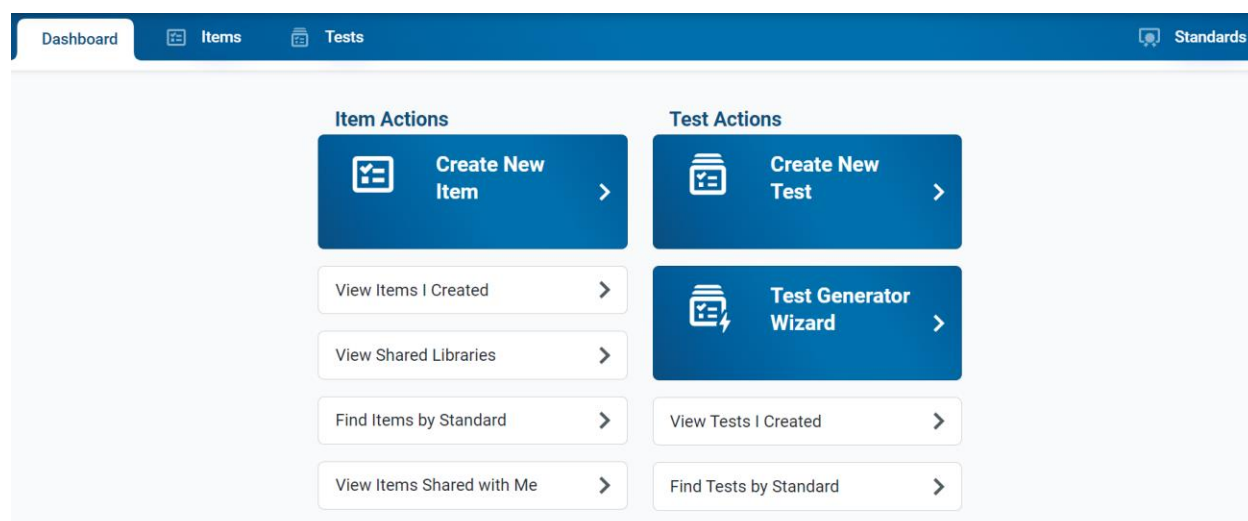 Dashboard
Items
Tests
Standards
Item Actions
Create New
Item
View Items I Created
View Shared Libraries
Find Items by Standard
View Items Shared with Me
Test Actions
Create New
Test
Test Generator
Wizard
View Tests I Created
Find Tests by Standard